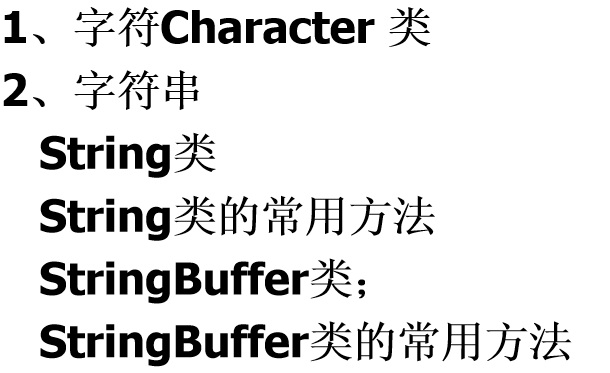 1、字符Character 类
2、字符串
String类
String类的常用方法
StringBuffer类；
StringBuffer类的常用方法